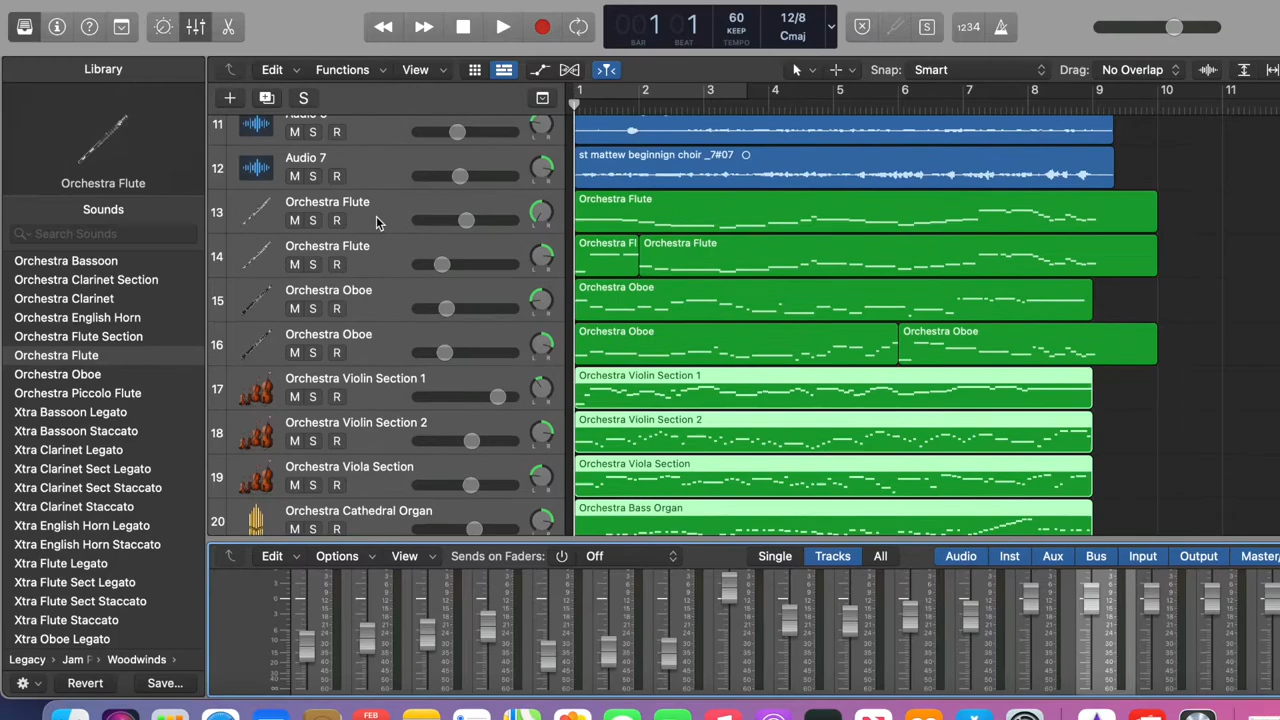 1 1
BAR BEAT
60
KEEP
TEMPO
12/8
Cmaj
S
1234
Library
Edit Functions View
Snap: Smart
Drag: No Overlap
S
1 2 3 4 5 6 7 8 9 10 11
Orchestra Flute
Sounds
Search Sounds
Orchestra Bassoon
Orchestra Clarinet Section
Orchestra Clarinet
Orchestra English Horn
Orchestra Flute Section
Orchestra Flute
Orchestra Oboe
Orchestra Piccolo Flute
Xtra Bassoon Legato
Xtra Bassoon Staccato
Xtra Clarinet Legato
Xtra Clarinet Sect Legato
Xtra Clarinet Sect Staccato
Xtra Clarinet Staccato
Xtra English Horn Legato
Xtra English Horn Staccato
Xtra Flute Legato
Xtra Flute Sect Legato
Xtra Flute Sect Staccato
Xtra Flute Staccato
Xtra Oboe Legato
Legacy Jam Woodwinds
Revert Save...
11
M S R
L R
12 Audio 7
M S R
L R
st mattew beginnign choir _7#07
13 Orchestra Flute
M S R
L R
Orchestra Flute
14 Orchestra Flute
M S R
L R
Orchestra Fl Orchestra Flute
15 Orchestra Oboe
M S R
L R
Orchestra Oboe
16 Orchestra Oboe
M S R
L R
Orchestra Oboe Orchestra Oboe
17 Orchestra Violin Section 1
M S R
L R
Orchestra Violin Section 1
18 Orchestra Violin Section 2
M S R
L R
Orchestra Violin Section 2
19 Orchestra Viola Section
M S R
L R
Orchestra Viola Section
20 Orchestra Cathedral Organ
M S R
L R
Orchestra Bass Organ
Edit Options View
Sends on Faders: Off
Single Tracks All
Audio Inst Aux Bus Input Output Master
FEB